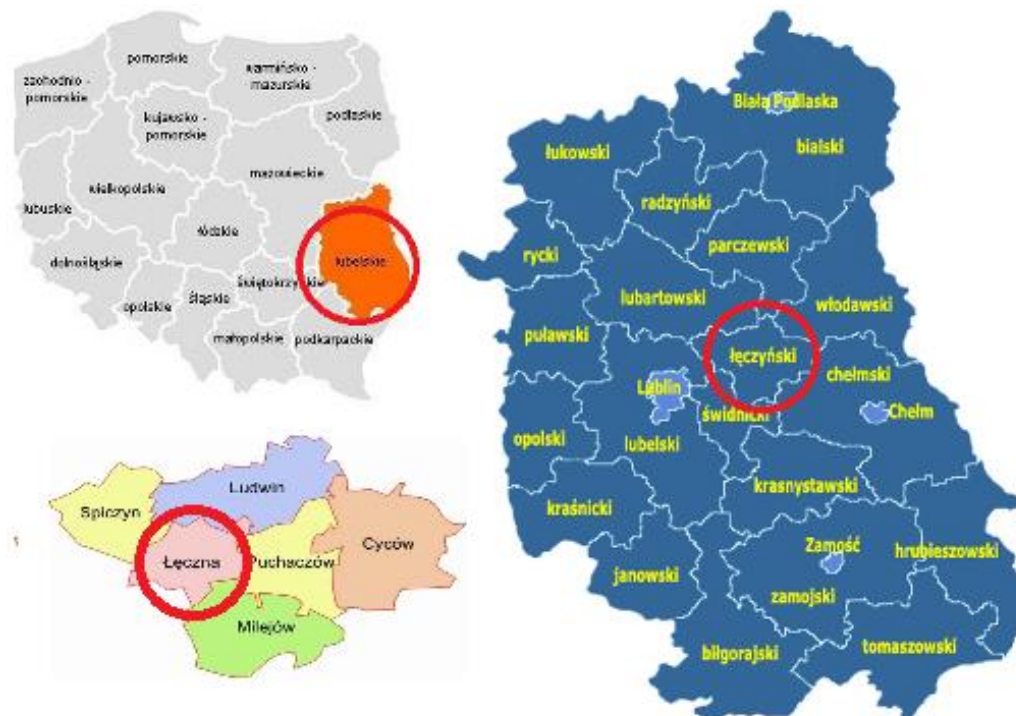 pomorskie
warmińsko -
mazurskie
zachodnio -
pomorskie
podlaskie
kujawsko -
pomorskie
mazowieckie
wielkopolskie
lubuskie
łódzkie
dolnośląskie
lubelskie
świętokrzyskie
opolskie
śląskie
małopolskie
podkarpackie
Biała Podlaska
łukowski
bialski
radzyński
parczewski
rycki
lubartowski
włodawski
puławski
łęczyński
chełmski
Lublin
świdnicki
Chełm
opolski
lubelski
krasnystawski
kraśnicki
Zamość
hrubieszowski
janowski
zamojski
biłgorajski
tomaszowski
Ludwin
Spiczyn
Łęczna
Puchaczów
Cyców
Milejów